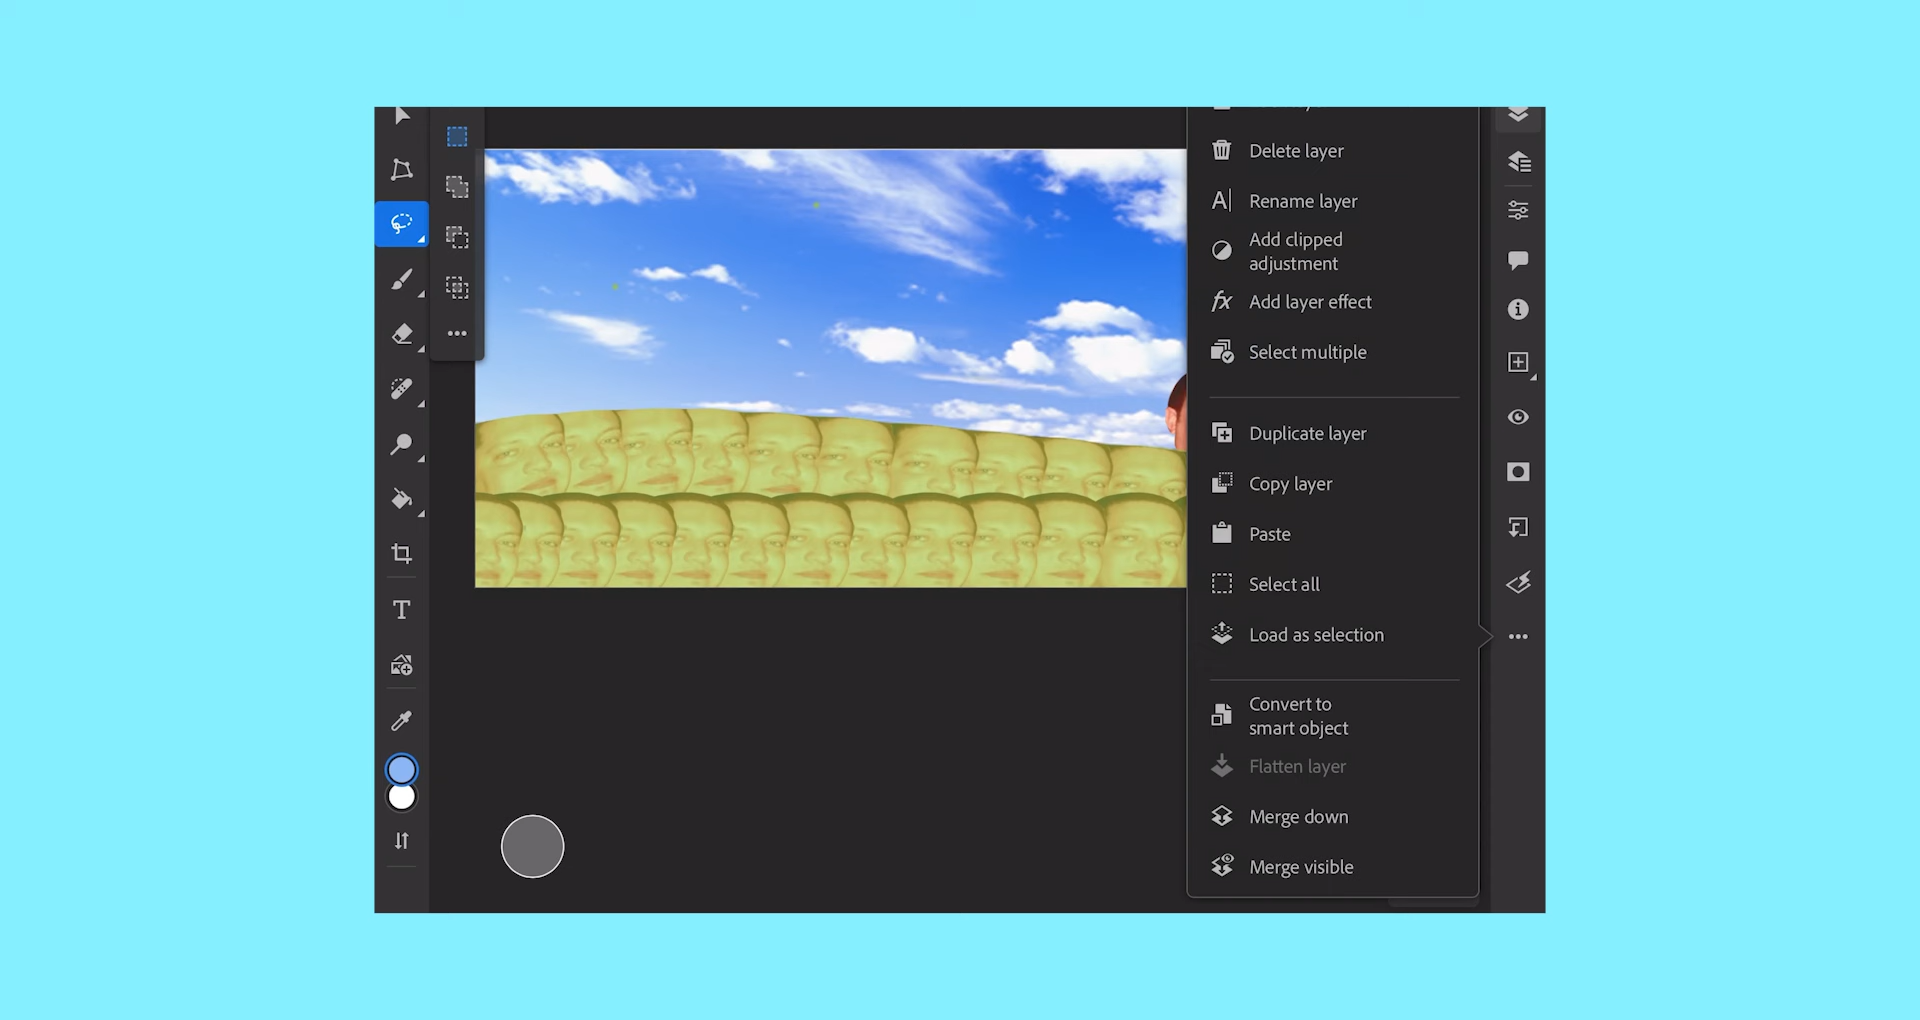 Delete layer
Rename layer
Add clipped
adjustment
fx Add layer effect
Select multiple
Duplicate layer
Copy layer
Paste
Select all
Load as selection
Convert to
smart object
Flatten layer
Merge down
Merge visible